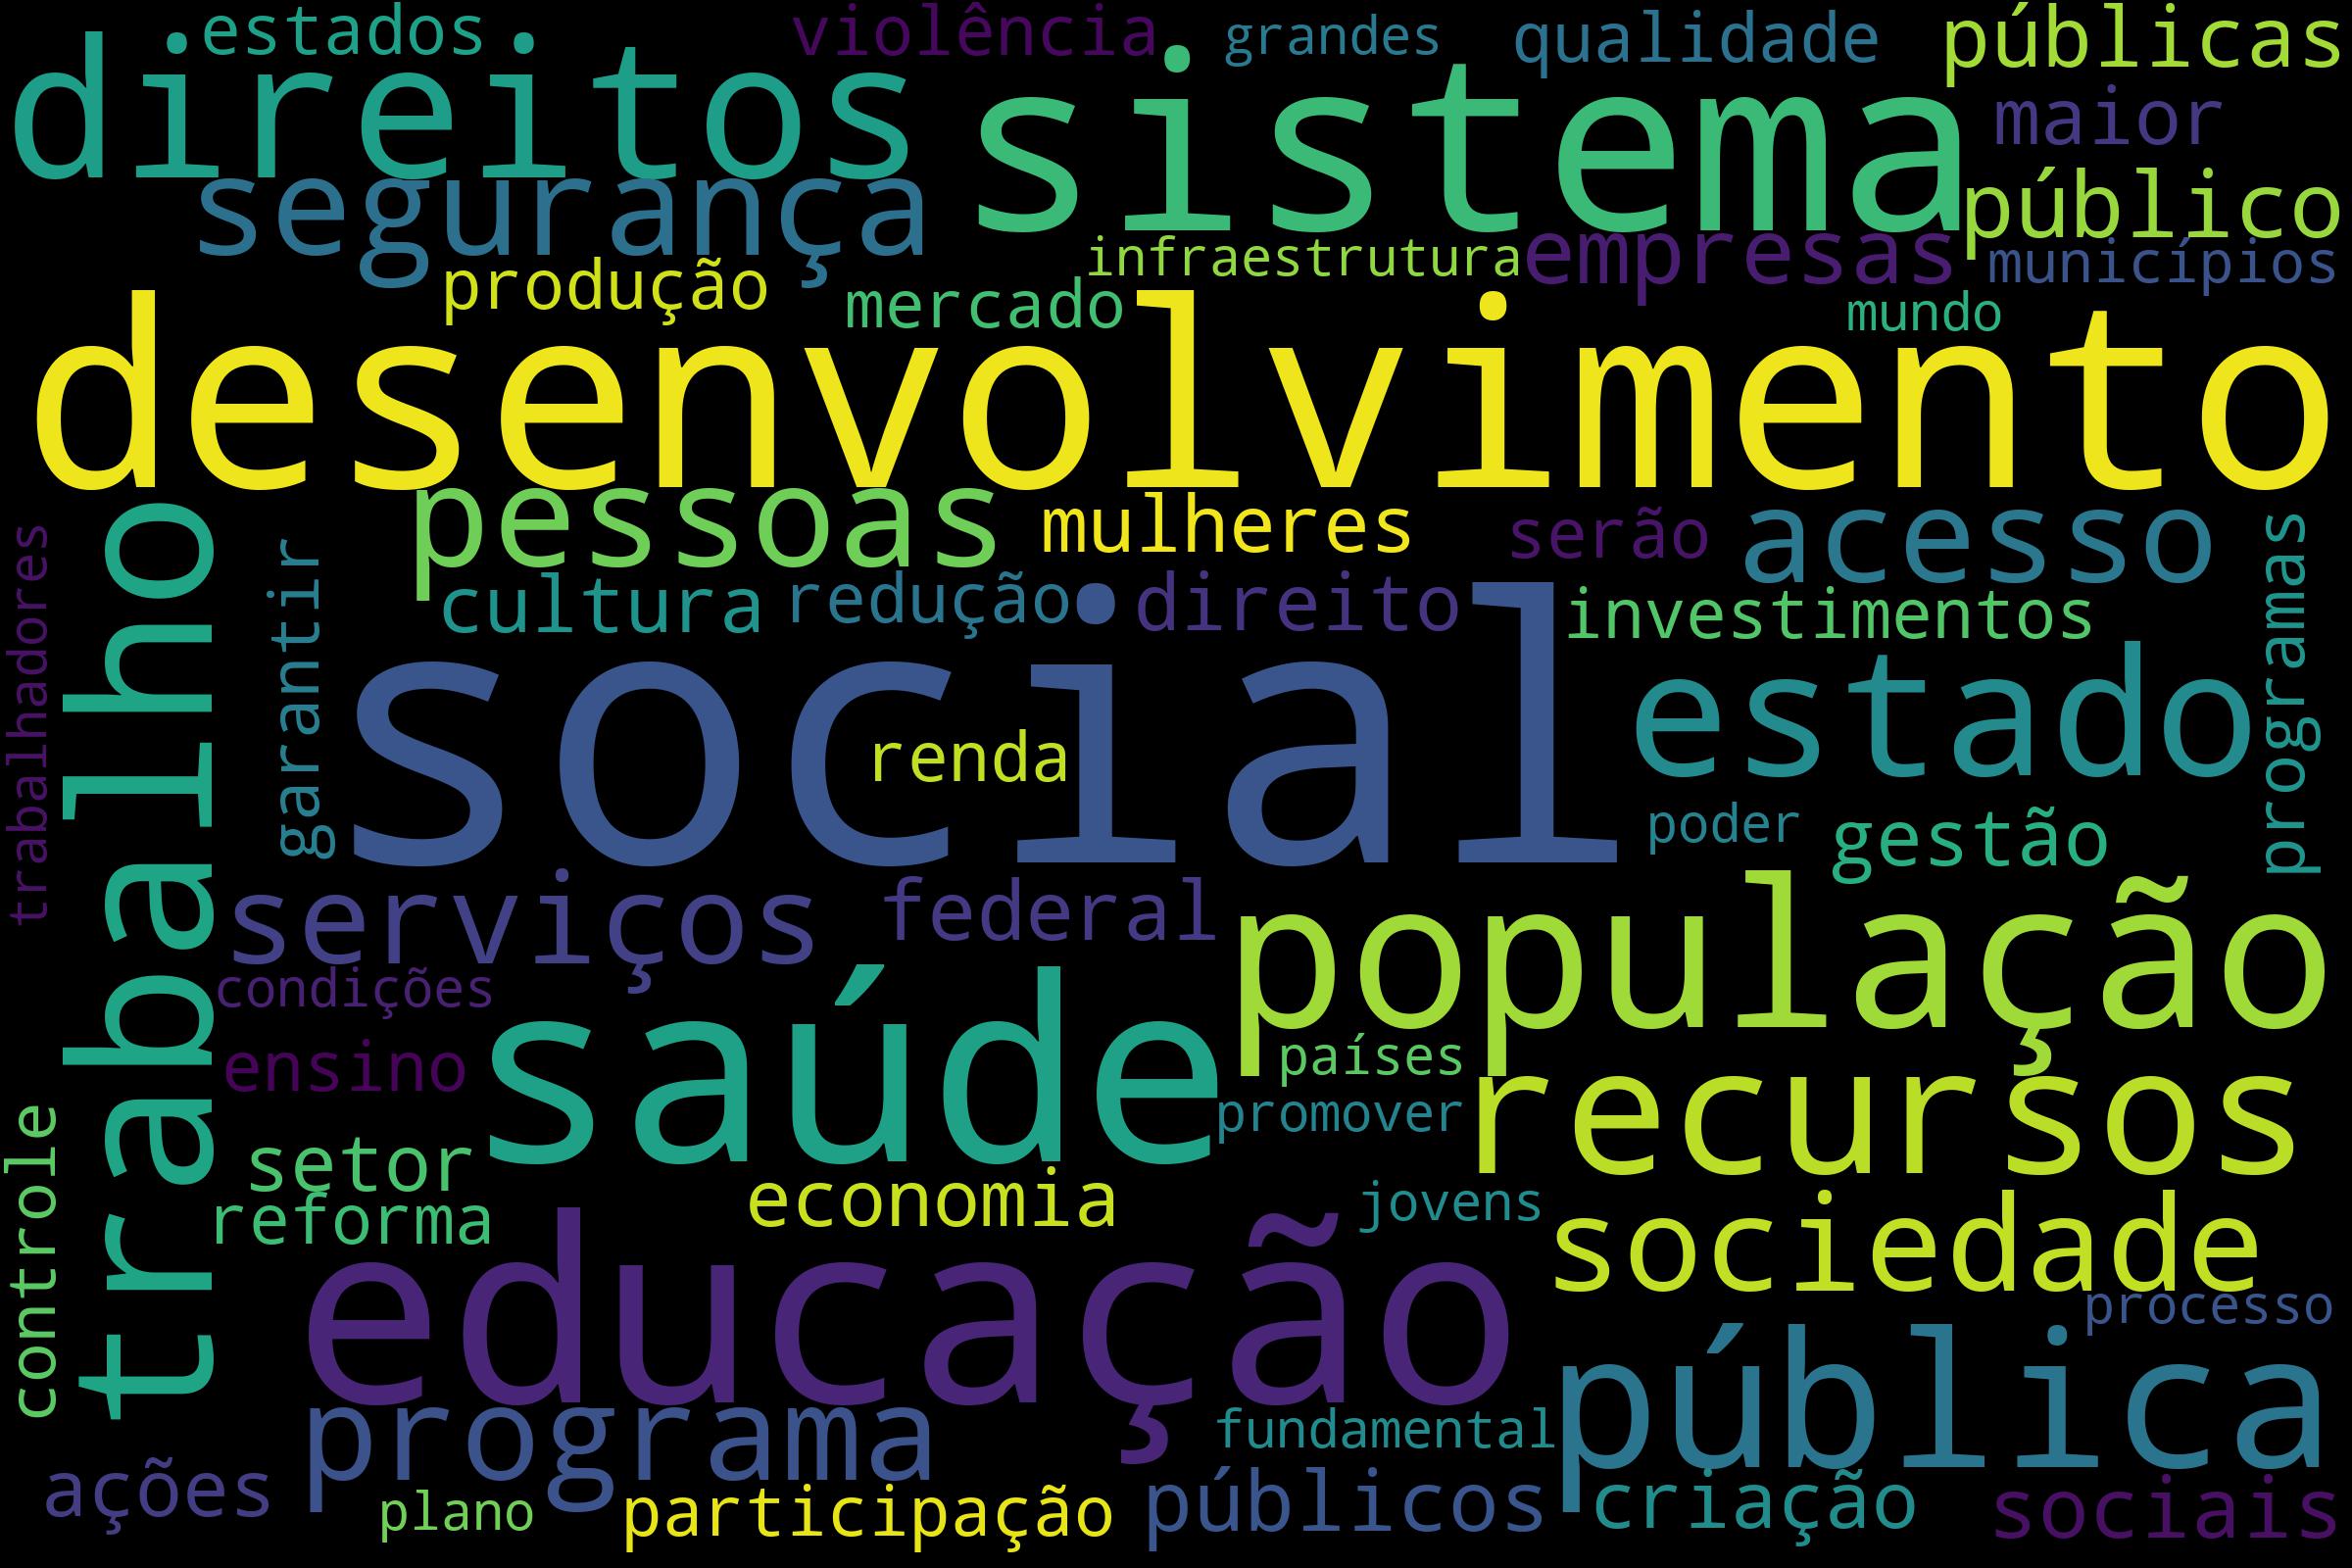 estados
violência
grandes
qualidade
públicas
direitos
sistema
maior
segurança
público
produção
infraestrutura
empresas
municípios
mercado
mundo
desenvolvimento
pessoas
mulheres
serão
acesso
programas
trabalhadores
trabalho
garantir
cultura
redução
direito
investimentos
social
estado
renda
poder
gestão
serviços
federal
população
condições
saúde
ensino
países
recursos
promover
controle
setor
reforma
economia
jovens
sociedade
educação
processo
pública
programa
fundamental
ações
plano
participação
públicos
criação
sociais